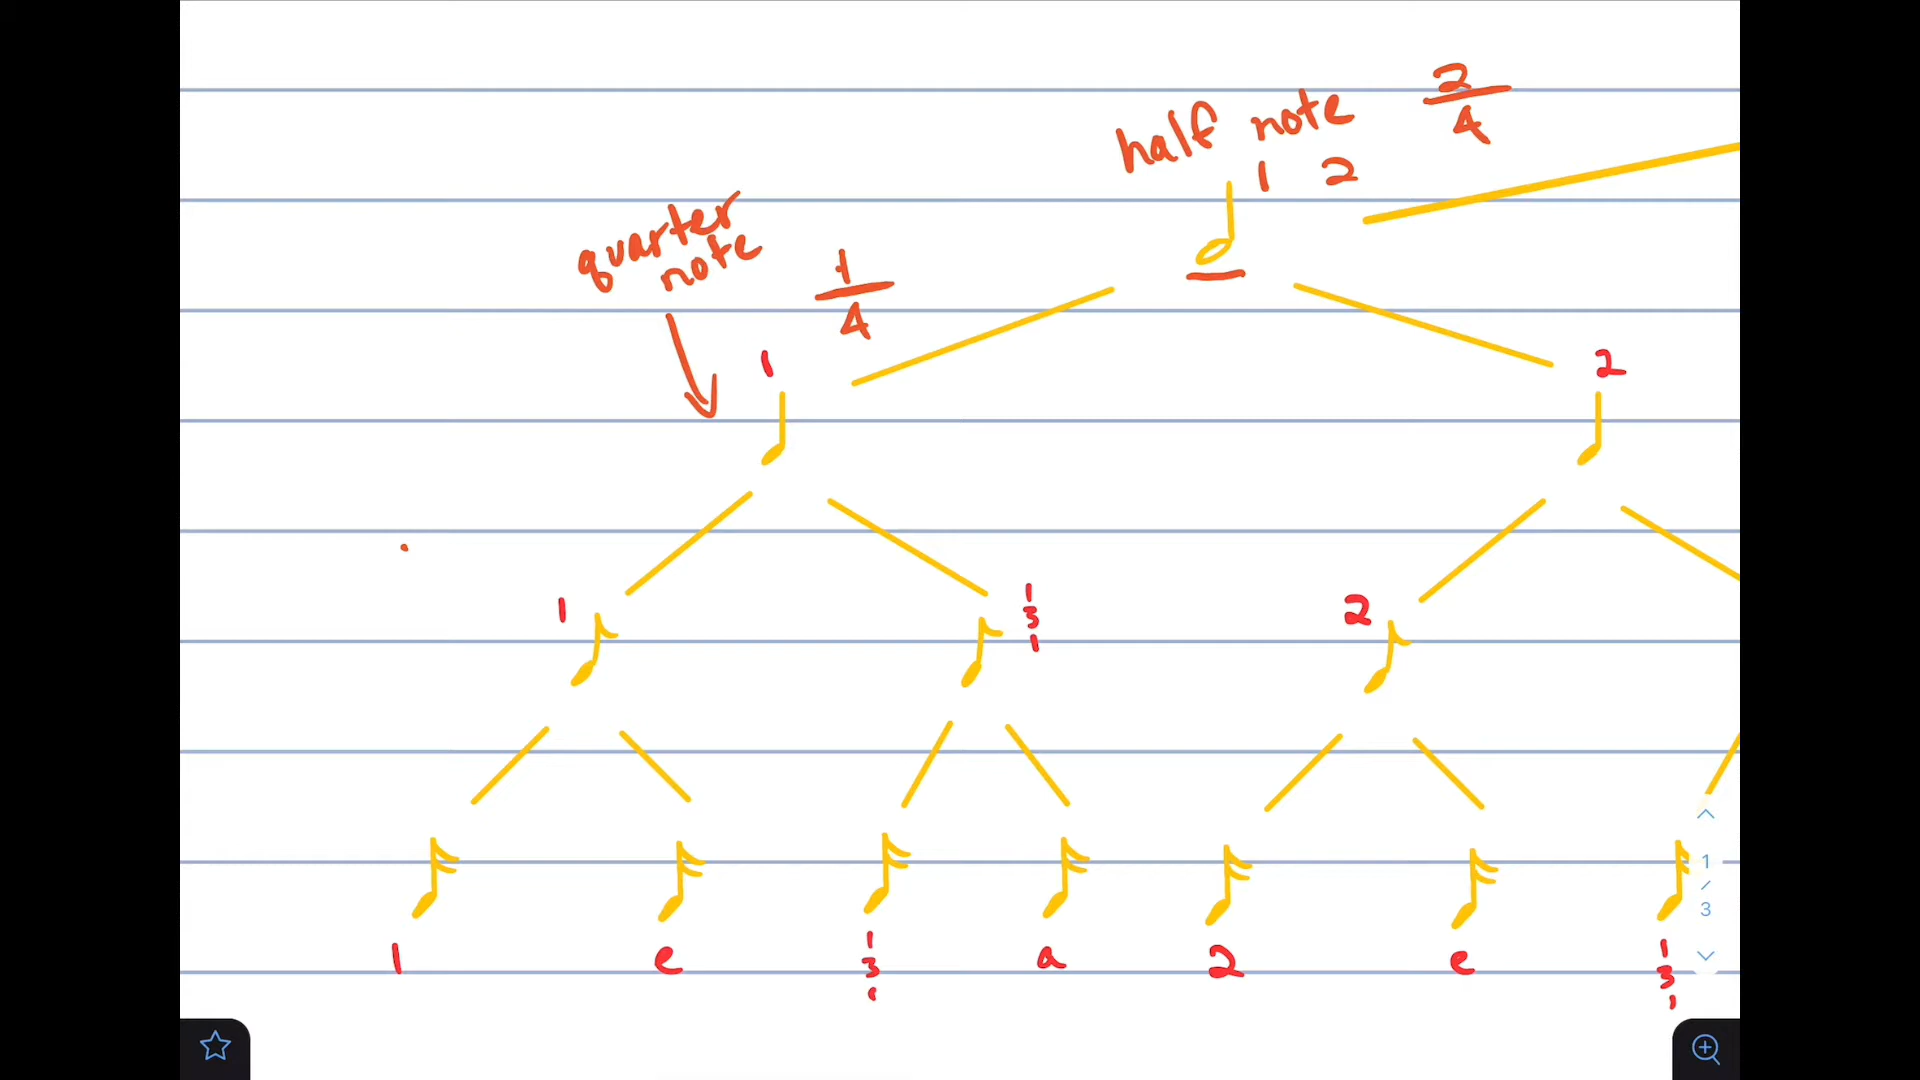 half note 2/4
1 2
quarter
note
1/4
1 2
1 & 2
1 e & a 2 e &
1
/
3